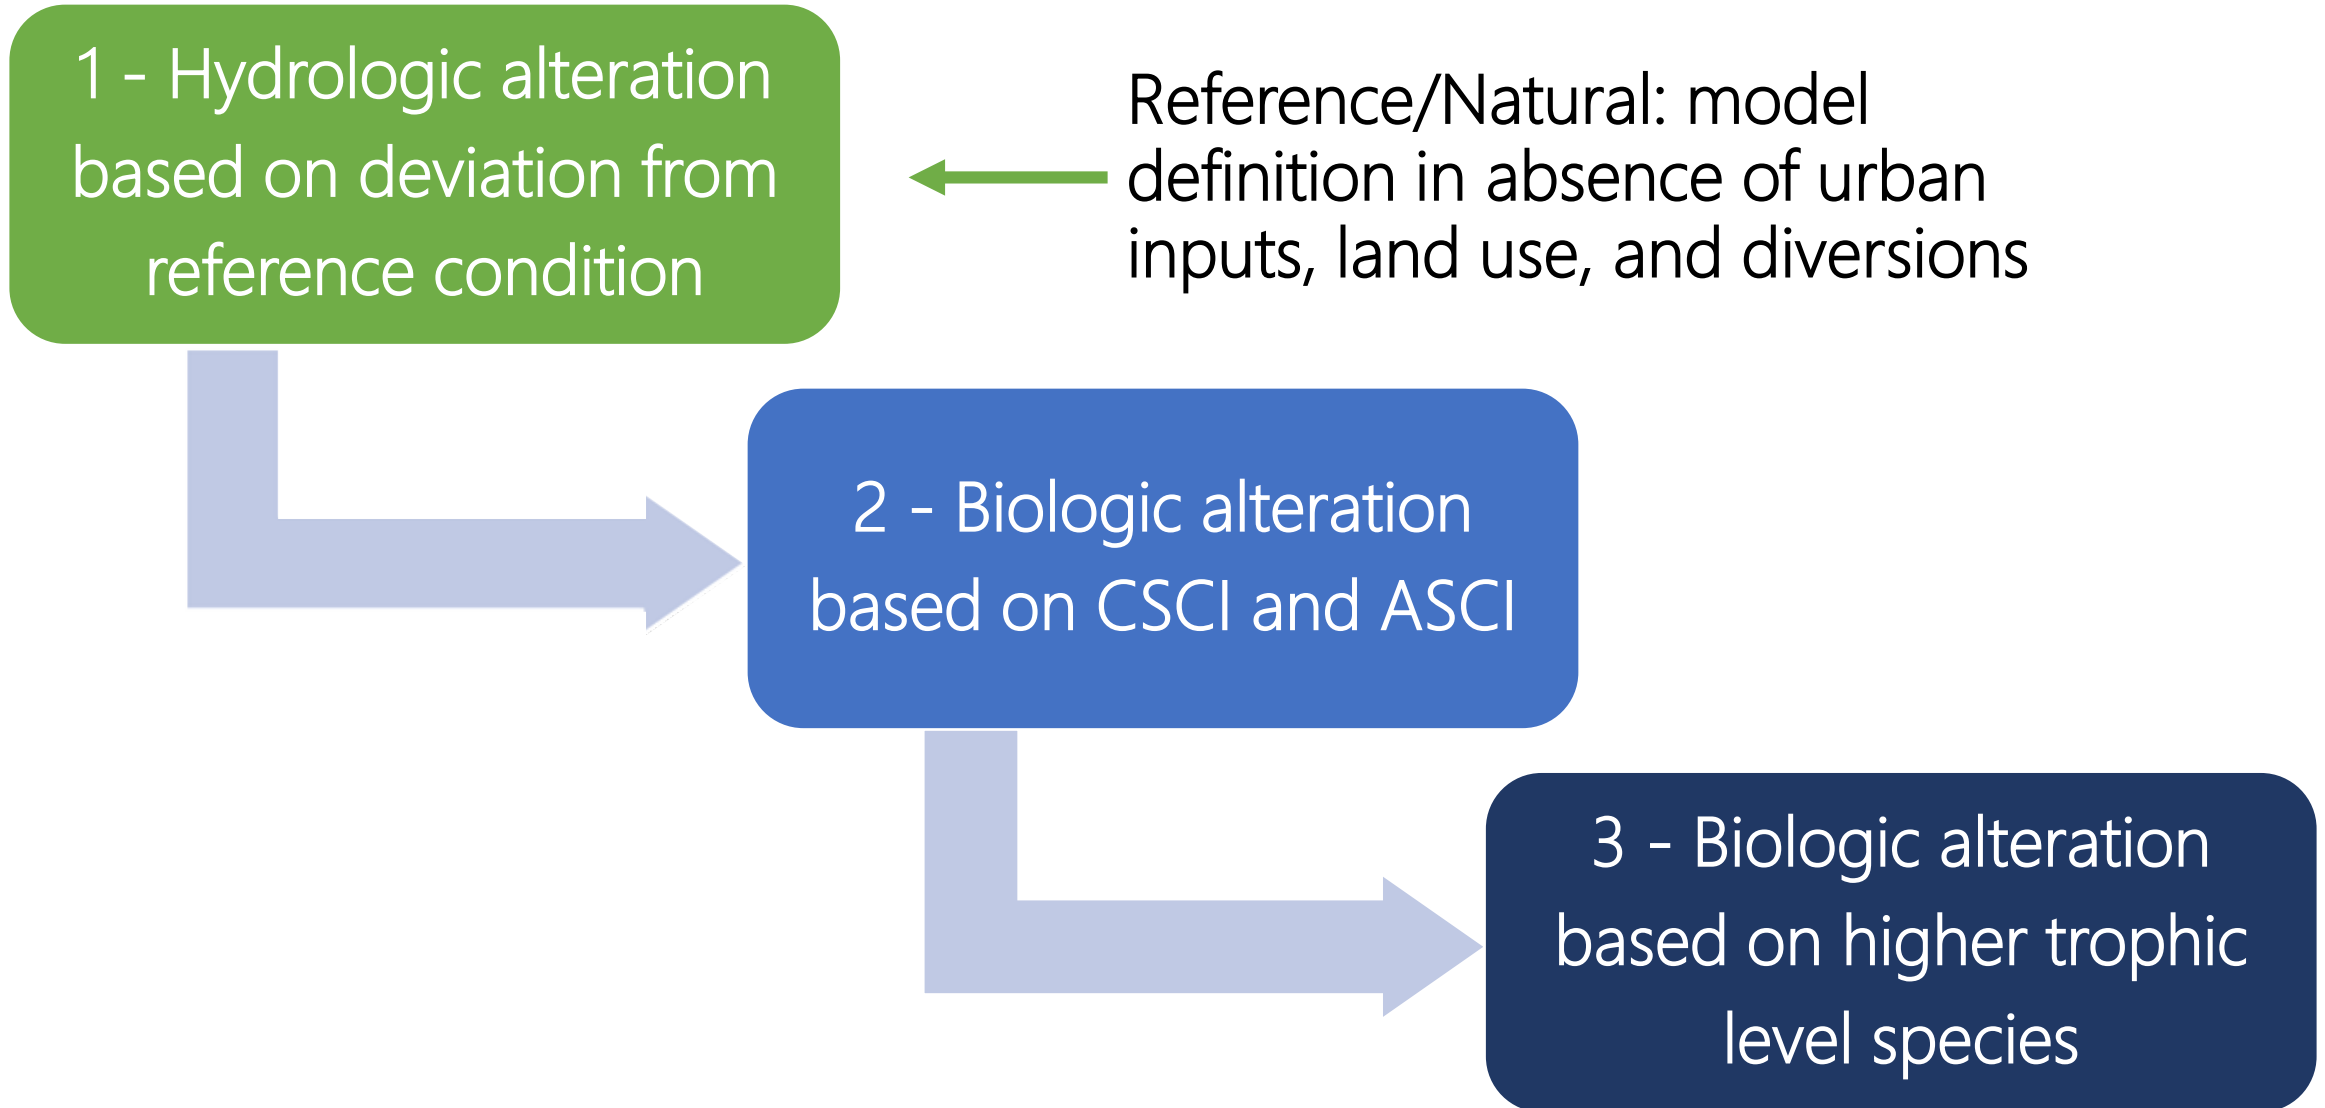 1 - Hydrologic alteration
based on deviation from
reference condition
Reference/Natural: model
definition in absence of urban
inputs, land use, and diversions
2 - Biologic alteration
based on CSCI and ASCI
3 - Biologic alteration
based on higher trophic
level species